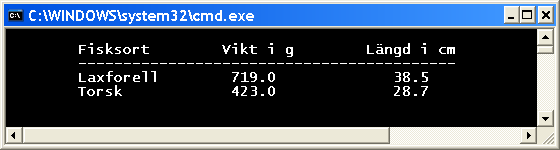 C:\WINDOWS\system32\cmd.exe
Fisksort Vikt i g Längd i cm
-----------------------------------------------
Laxforell 719.0 38.5
Torsk 423.0 28.7